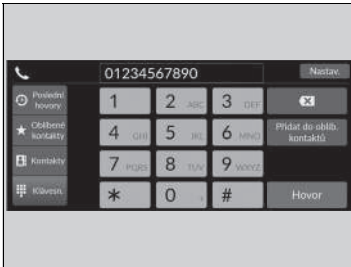 01234567890
Nastav.
Poslední
hovory
1
2 ABC
3 DEF
Oblíbené
kontakty
4 GHI
5 JKL
6 MNO
Přidat do oblíb.
kontaktů
Kontakty
7 PQRS
8 TUV
9 WXYZ
Klávesn.
*
0 +
#
Hovor